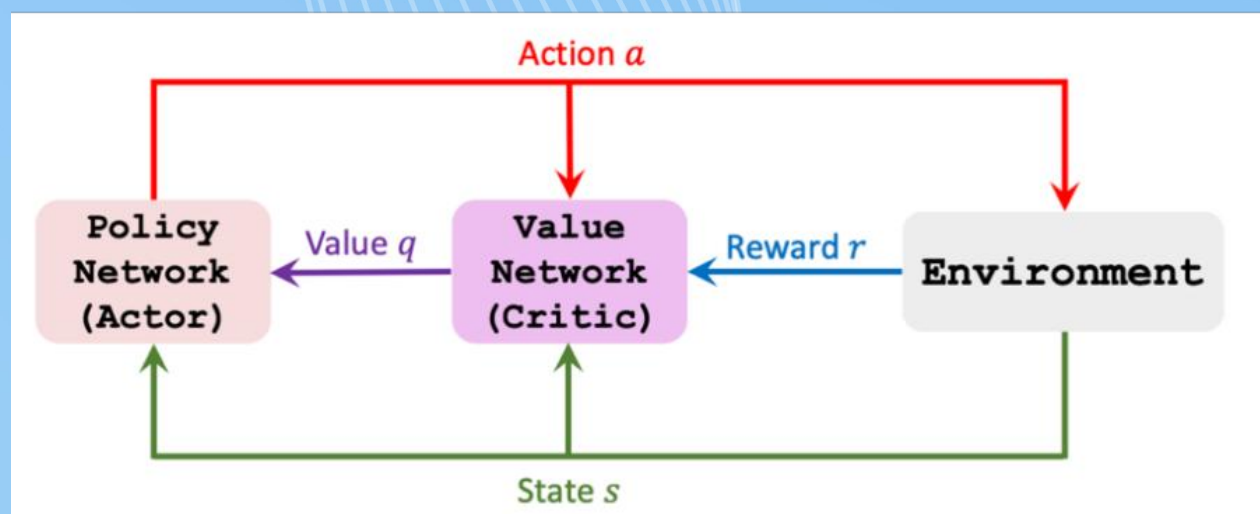 Action a
Policy
Network
(Actor)
Value q
Value
Network
(Critic)
Reward r
Environment
State s